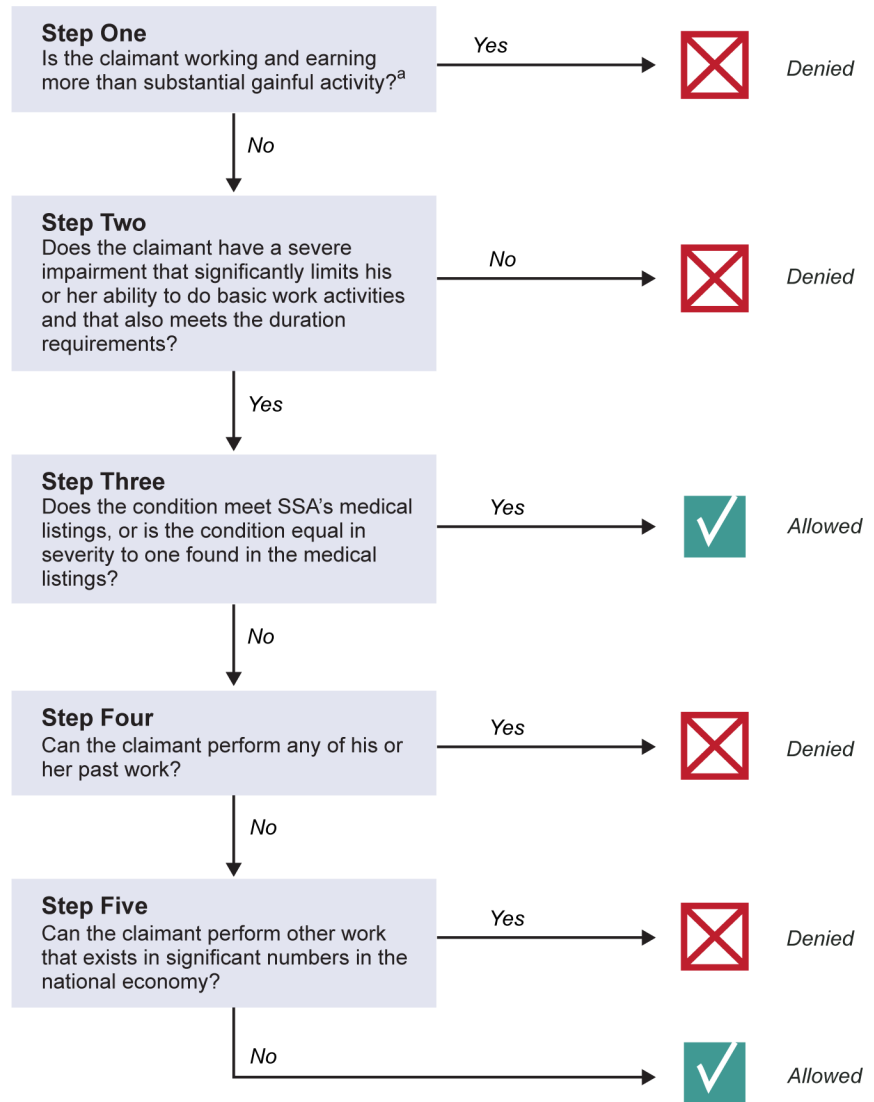 Step One
Is the claimant working and earning
more than substantial gainful activity?a
Yes
Denied
No
Step Two
Does the claimant have a severe
impairment that significantly limits his
or her ability to do basic work activities
and that also meets the duration
requirements?
No
Denied
Yes
Step Three
Does the condition meet SSA’s medical
listings, or is the condition equal in
severity to one found in the medical
listings?
Yes
Allowed
No
Step Four
Can the claimant perform any of his or
her past work?
Yes
Denied
No
Step Five
Can the claimant perform other work
that exists in significant numbers in the
national economy?
Yes
Denied
No
Allowed